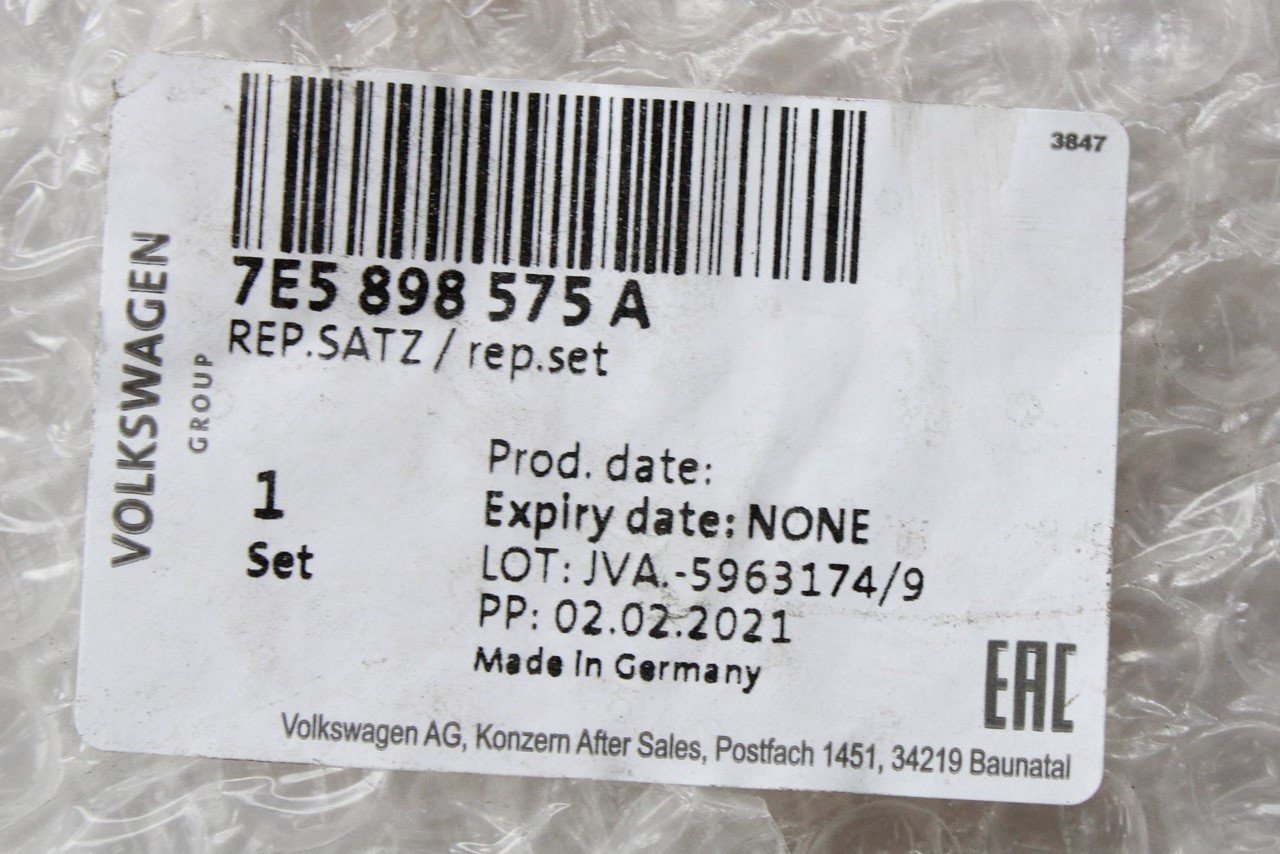 3847
VOLKSWAGEN
GROUP
7E5 898 575 A
REP.SATZ / rep.set
1
Set
Prod. date:
Expiry date: NONE
LOT: JVA.-5963174/9
PP: 02.02.2021
Made in Germany
EAC
Volkswagen AG, Konzern After Sales, Postfach 1451, 34219 Baunatal